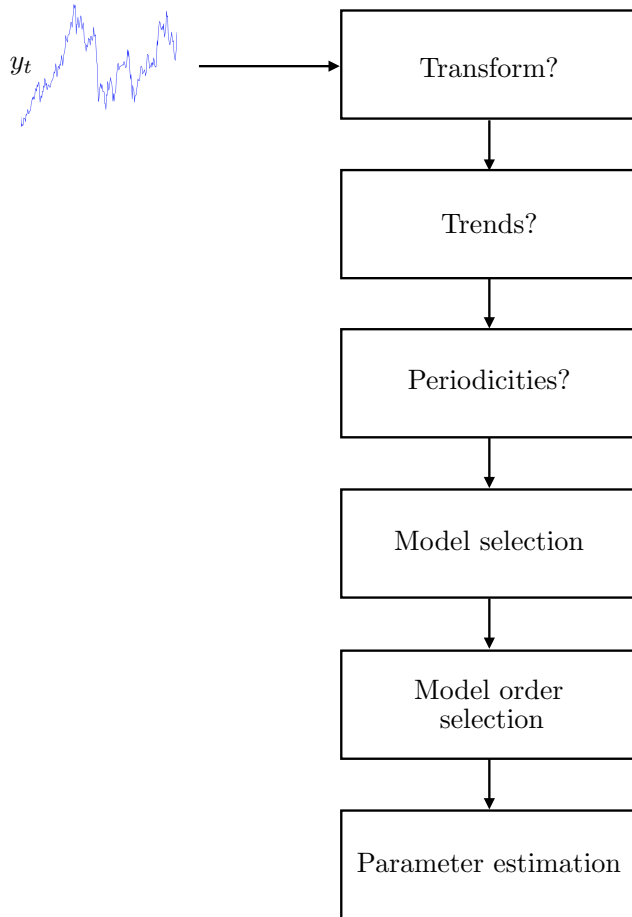 y_t
Transform?
Trends?
Periodicities?
Model selection
Model order
selection
Parameter estimation